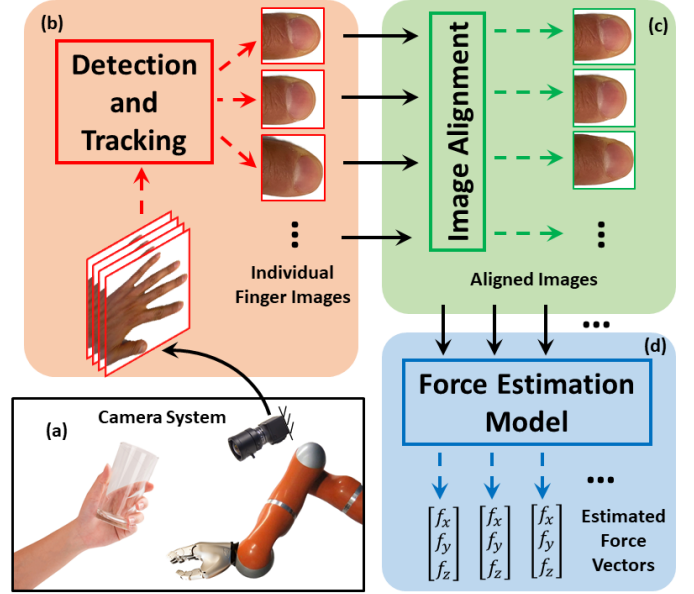 (b)
Detection
and
Tracking
Individual
Finger Images
(c)
Image Alignment
Aligned Images
(a)
Camera System
(d)
Force Estimation
Model
[f_x f_y f_z] [f_x f_y f_z] [f_x f_y f_z]
Estimated
Force
Vectors